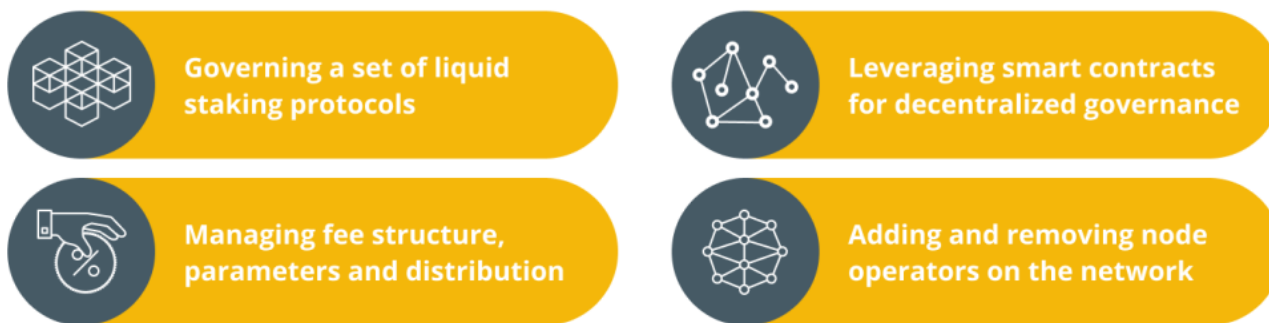 Governing a set of liquid
staking protocols
Leveraging smart contracts
for decentralized governance
Managing fee structure,
parameters and distribution
Adding and removing node
operators on the network